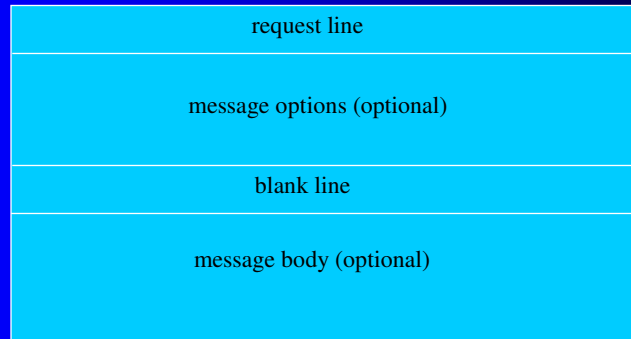 request line
message options (optional)
blank line
message body (optional)